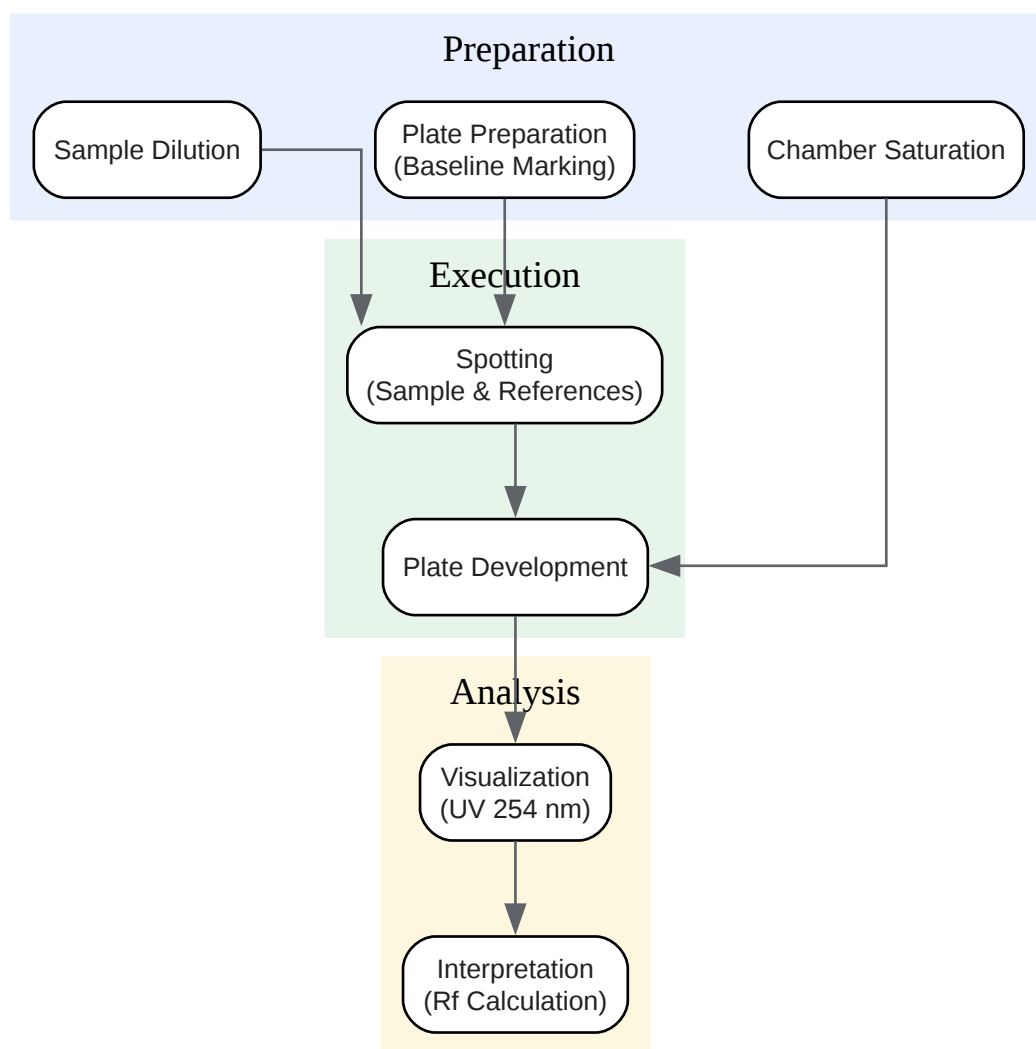 Preparation
Sample Dilution
Plate Preparation
(Baseline Marking)
Chamber Saturation
Execution
Spotting
(Sample & References)
Plate Development
Analysis
Visualization
(UV 254 nm)
Interpretation
(Rf Calculation)